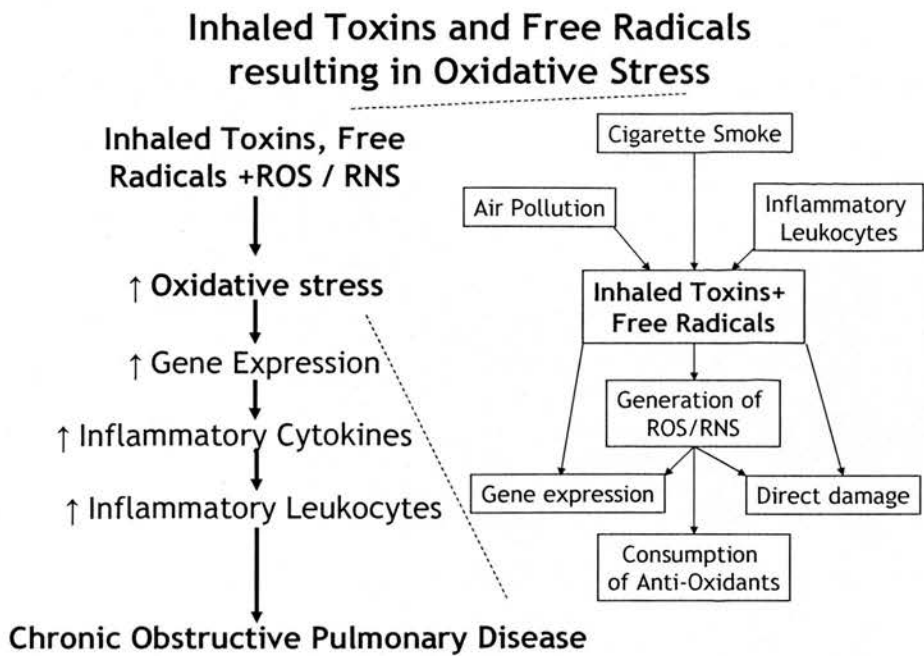 Inhaled Toxins and Free Radicals
resulting in Oxidative Stress
Inhaled Toxins, Free
Radicals +ROS / RNS
↑ Oxidative stress
↑ Gene Expression
↑ Inflammatory Cytokines
↑ Inflammatory Leukocytes
Chronic Obstructive Pulmonary Disease
Cigarette Smoke
Air Pollution
Inflammatory
Leukocytes
Inhaled Toxins+
Free Radicals
Generation of
ROS/RNS
Gene expression
Direct damage
Consumption
of Anti-Oxidants